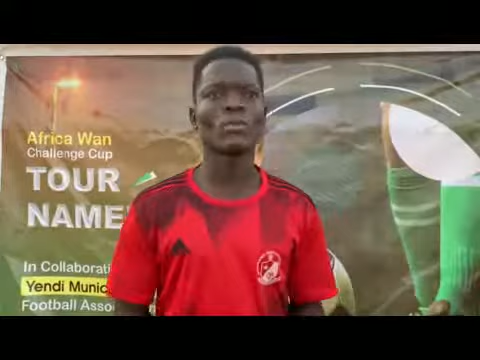 Africa Wan
Challenge Cup
TOUR
NAME
In Collaborati
Yendi Munic
Football Asso